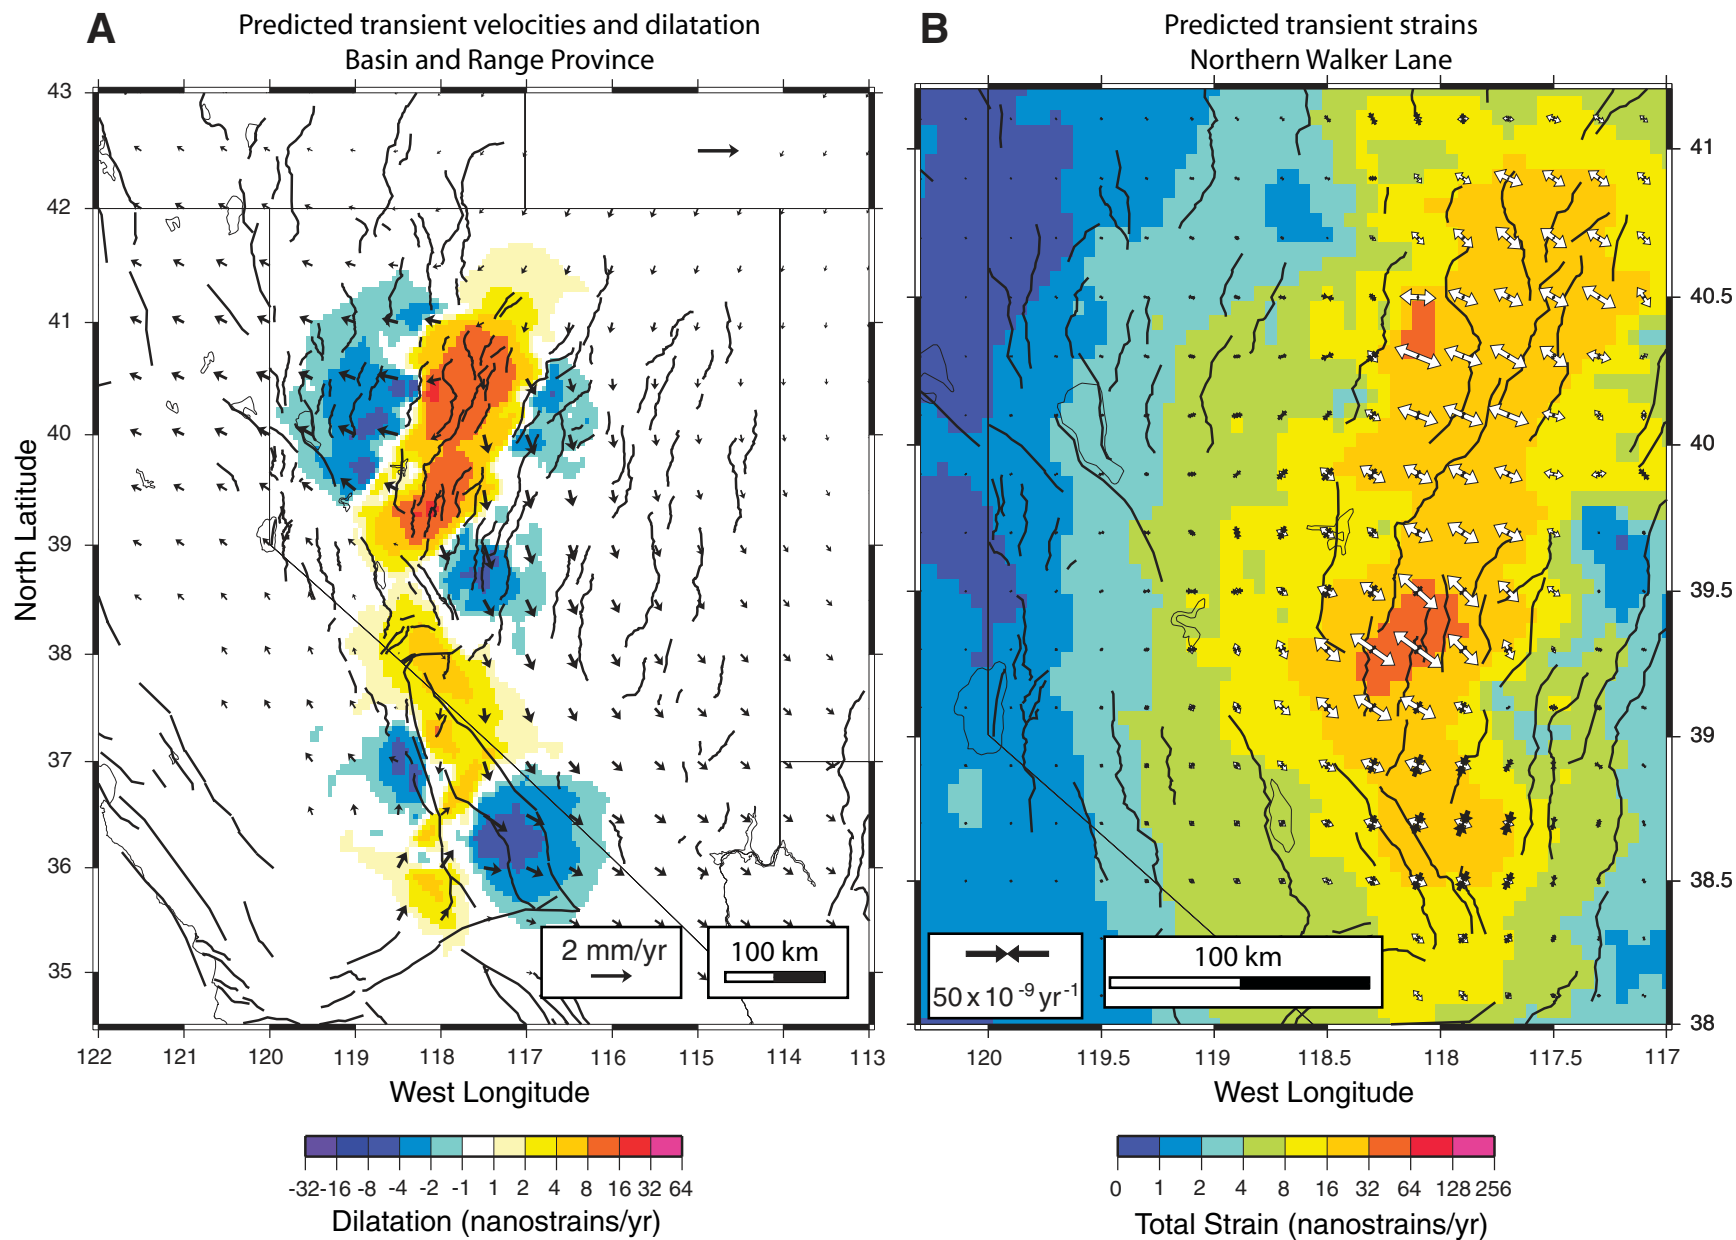 A
Predicted transient velocities and dilatation
Basin and Range Province
43
42
41
40
39
38
37
36
35
North Latitude
2 mm/yr
100 km
122 121 120 119 118 117 116 115 114 113
West Longitude
-32 -16 -8 -4 -2 -1 1 2 4 8 16 32 64
Dilatation (nanostrains/yr)
B
Predicted transient strains
Northern Walker Lane
41
40.5
40
39.5
39
38.5
38
50 x 10⁻⁹ yr⁻¹
100 km
120 119.5 119 118.5 118 117.5 117
West Longitude
0 1 2 4 8 16 32 64 128 256
Total Strain (nanostrains/yr)